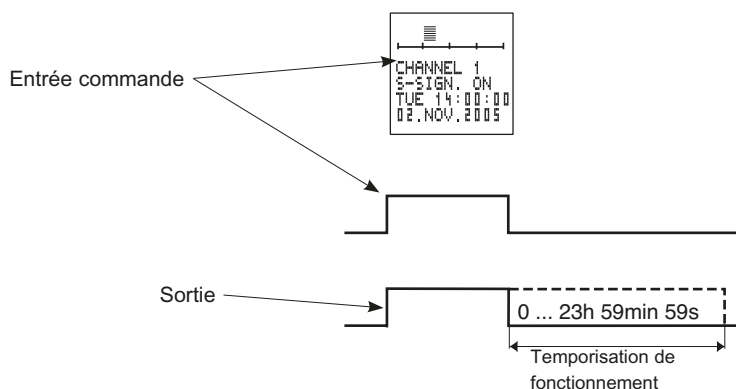 CHANNEL 1
S-SIGN. ON
TUE 14:00:00
02.NOV.2005
Entrée commande
Sortie
0 ... 23h 59min 59s
Temporisation de
fonctionnement